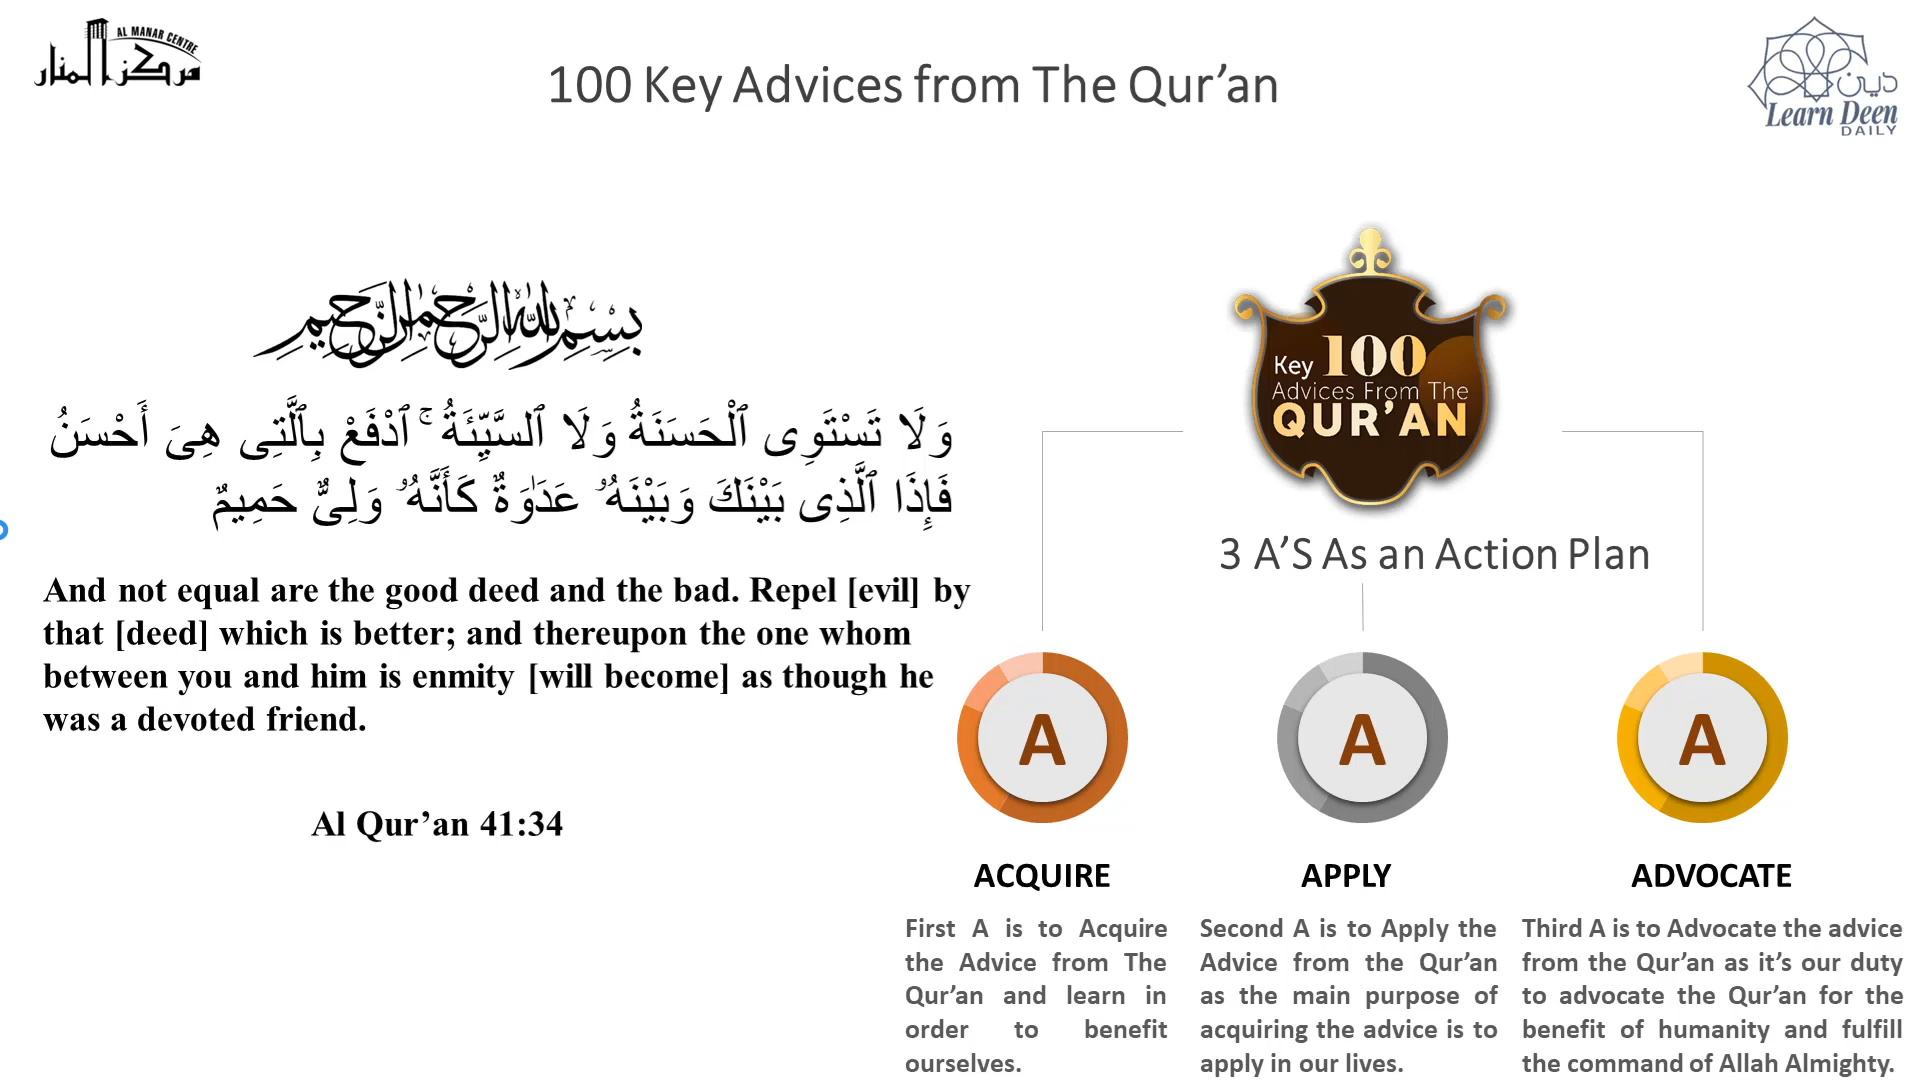 AL MANAR CENTRE
مركز المنار
100 Key Advices from The Qur’an
دين
Learn Deen
DAILY
بسم الله الرحمن الرحيم
وَلَا تَسْتَوِى ٱلْحَسَنَةُ وَلَا ٱلسَّيِّئَةُ ۚ ٱدْفَعْ بِٱلَّتِى هِىَ أَحْسَنُ
فَإِذَا ٱلَّذِى بَيْنَكَ وَبَيْنَهُۥ عَدَٰوَةٌ كَأَنَّهُۥ وَلِىٌّ حَمِيمٌ
And not equal are the good deed and the bad. Repel [evil] by
that [deed] which is better; and thereupon the one whom
between you and him is enmity [will become] as though he
was a devoted friend.
Al Qur’an 41:34
Key 100
Advices From The
QUR’AN
3 A’S As an Action Plan
A
A
A
ACQUIRE
First A is to Acquire
the Advice from The
Qur’an and learn in
order to benefit
ourselves.
APPLY
Second A is to Apply the
Advice from the Qur’an
as the main purpose of
acquiring the advice is to
apply in our lives.
ADVOCATE
Third A is to Advocate the advice
from the Qur’an as it’s our duty
to advocate the Qur’an for the
benefit of humanity and fulfill
the command of Allah Almighty.